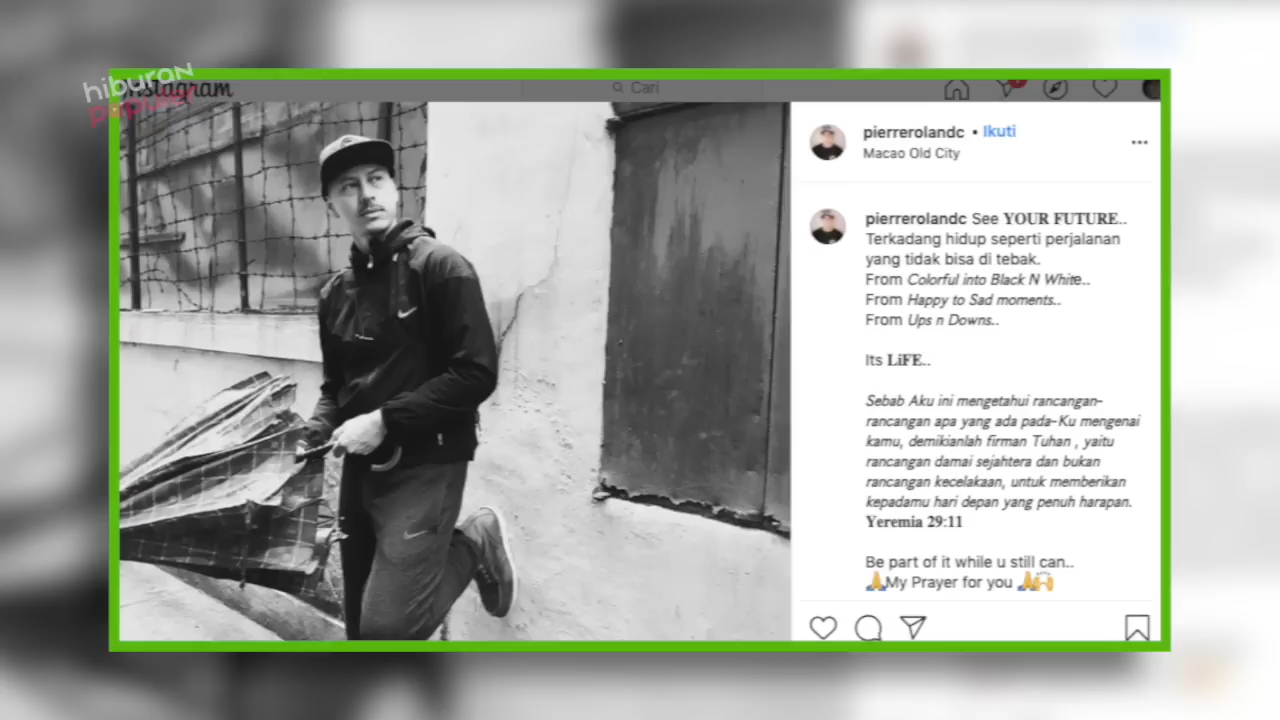 hiburan
populer
Instagram
Cari
pierrerolandc • Ikuti
Macao Old City
pierrerolandc See YOUR FUTURE..
Terkadang hidup seperti perjalanan
yang tidak bisa di tebak.
From Colorful into Black N White..
From Happy to Sad moments..
From Ups n Downs..
Its LiFE..
Sebab Aku ini mengetahui rancangan-
rancangan apa yang ada pada-Ku mengenai
kamu, demikianlah firman Tuhan , yaitu
rancangan damai sejahtera dan bukan
rancangan kecelakaan, untuk memberikan
kepadamu hari depan yang penuh harapan.
Yeremia 29:11
Be part of it while u still can..
🙏My Prayer for you 🙏🙌